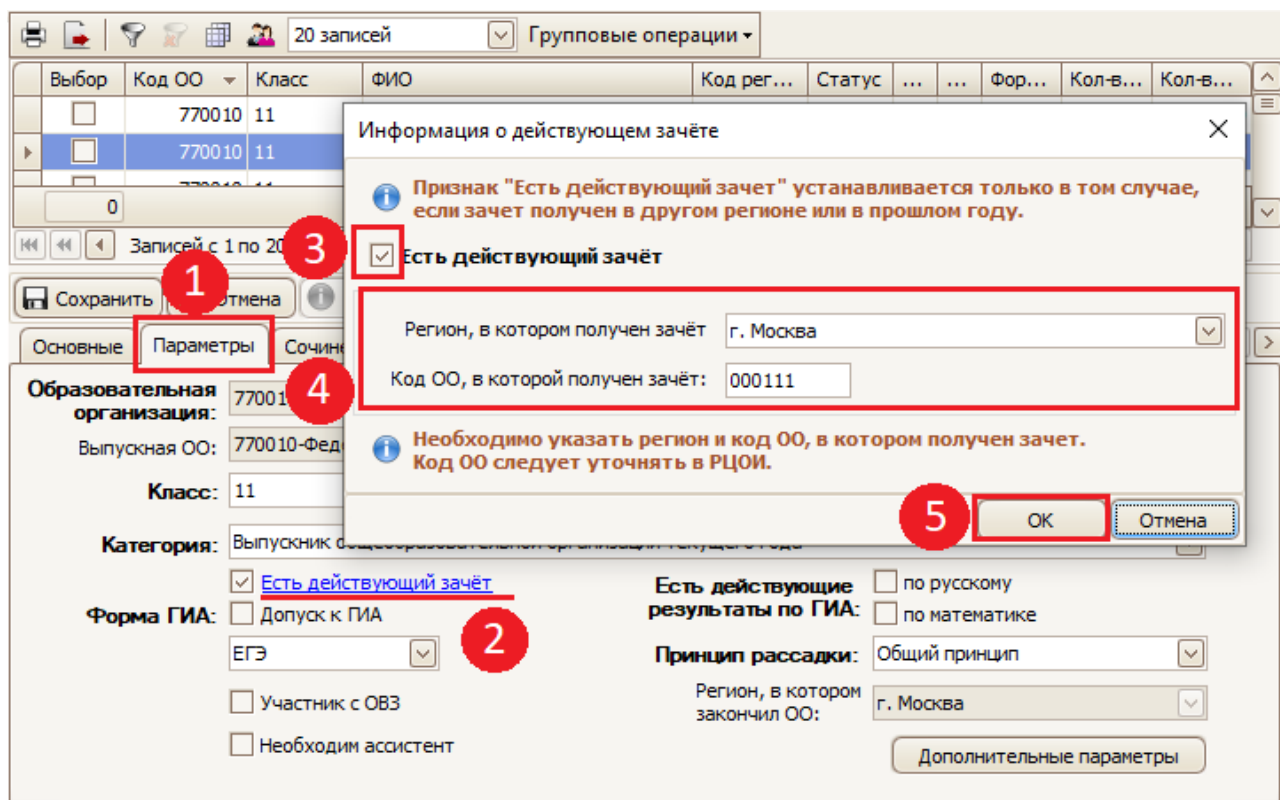 20 записей Групповые операции
Выбор Код ОО Класс ФИО Код рег... Статус ... ... Фор... Кол-в... Кол-в...
770010 11
770010 11
0
Записей с 1 по 20
Информация о действующем зачёте
Признак "Есть действующий зачет" устанавливается только в том случае,
если зачет получен в другом регионе или в прошлом году.
3
Есть действующий зачёт
1
Сохранить
Регион, в котором получен зачёт г. Москва
Код ОО, в которой получен зачёт: 000111
Необходимо указать регион и код ОО, в котором получен зачет.
Код ОО следует уточнять в РЦОИ.
5
ОК Отмена
Основные Параметры
4
Образовательная
организация:
Выпускная ОО: 770010-Фед
Класс: 11
Категория: Выпускник общеобразовательной организации текущего года
Есть действующий зачёт
Форма ГИА: Допуск к ГИА
ЕГЭ
2
Участник с ОВЗ
Необходим ассистент
Есть действующие
результаты по ГИА:
по русскому
по математике
Принцип рассадки: Общий принцип
Регион, в котором
закончил ОО:
г. Москва
Дополнительные параметры